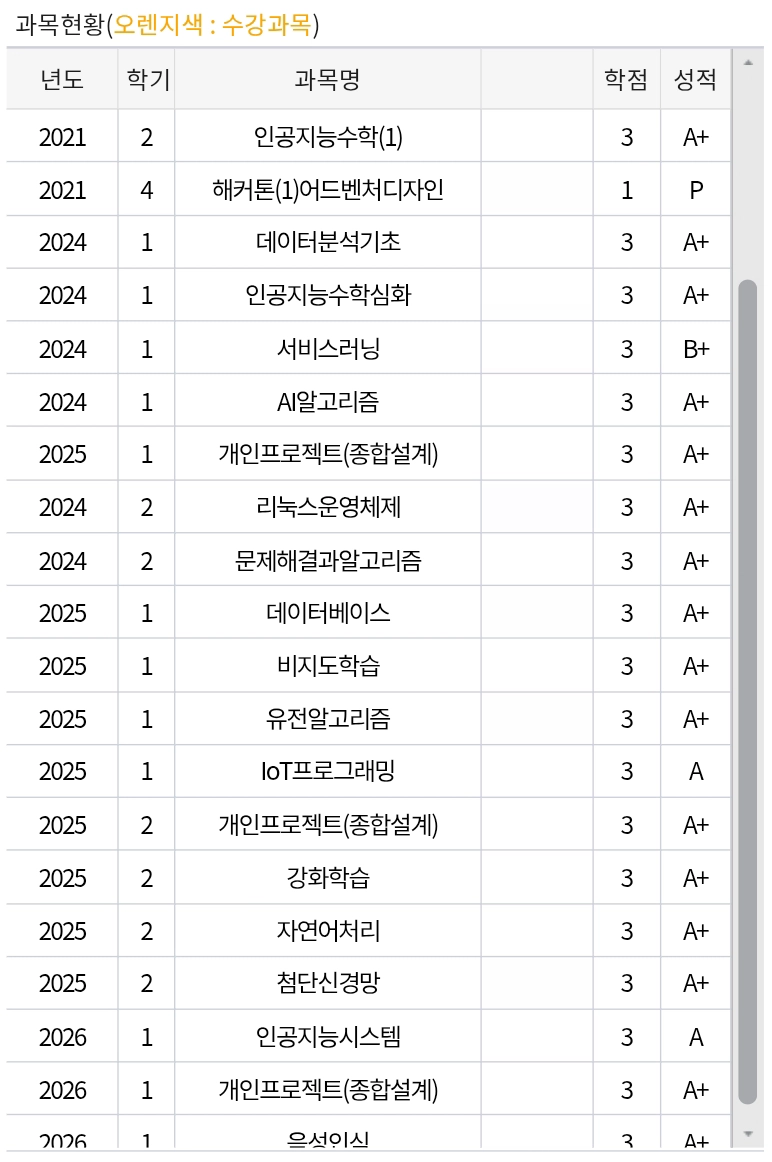 과목현황(오렌지색 : 수강과목)
년도 학기 과목명 학점 성적
2021 2 인공지능수학(1) 3 A+
2021 4 해커톤(1)어드벤처디자인 1 P
2024 1 데이터분석기초 3 A+
2024 1 인공지능수학심화 3 A+
2024 1 서비스러닝 3 B+
2024 1 AI알고리즘 3 A+
2025 1 개인프로젝트(종합설계) 3 A+
2024 2 리눅스운영체제 3 A+
2024 2 문제해결과알고리즘 3 A+
2025 1 데이터베이스 3 A+
2025 1 비지도학습 3 A+
2025 1 유전알고리즘 3 A+
2025 1 IoT프로그래밍 3 A
2025 2 개인프로젝트(종합설계) 3 A+
2025 2 강화학습 3 A+
2025 2 자연어처리 3 A+
2025 2 첨단신경망 3 A+
2026 1 인공지능시스템 3 A
2026 1 개인프로젝트(종합설계) 3 A+
2026 1 음성인식 3 A+